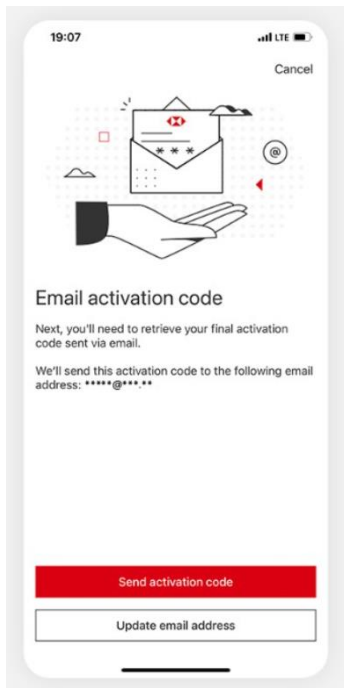 19:07
LTE
Cancel
* * *
@
Email activation code
Next, you'll need to retrieve your final activation
code sent via email.
We'll send this activation code to the following email
address: *****@***.**
Send activation code
Update email address